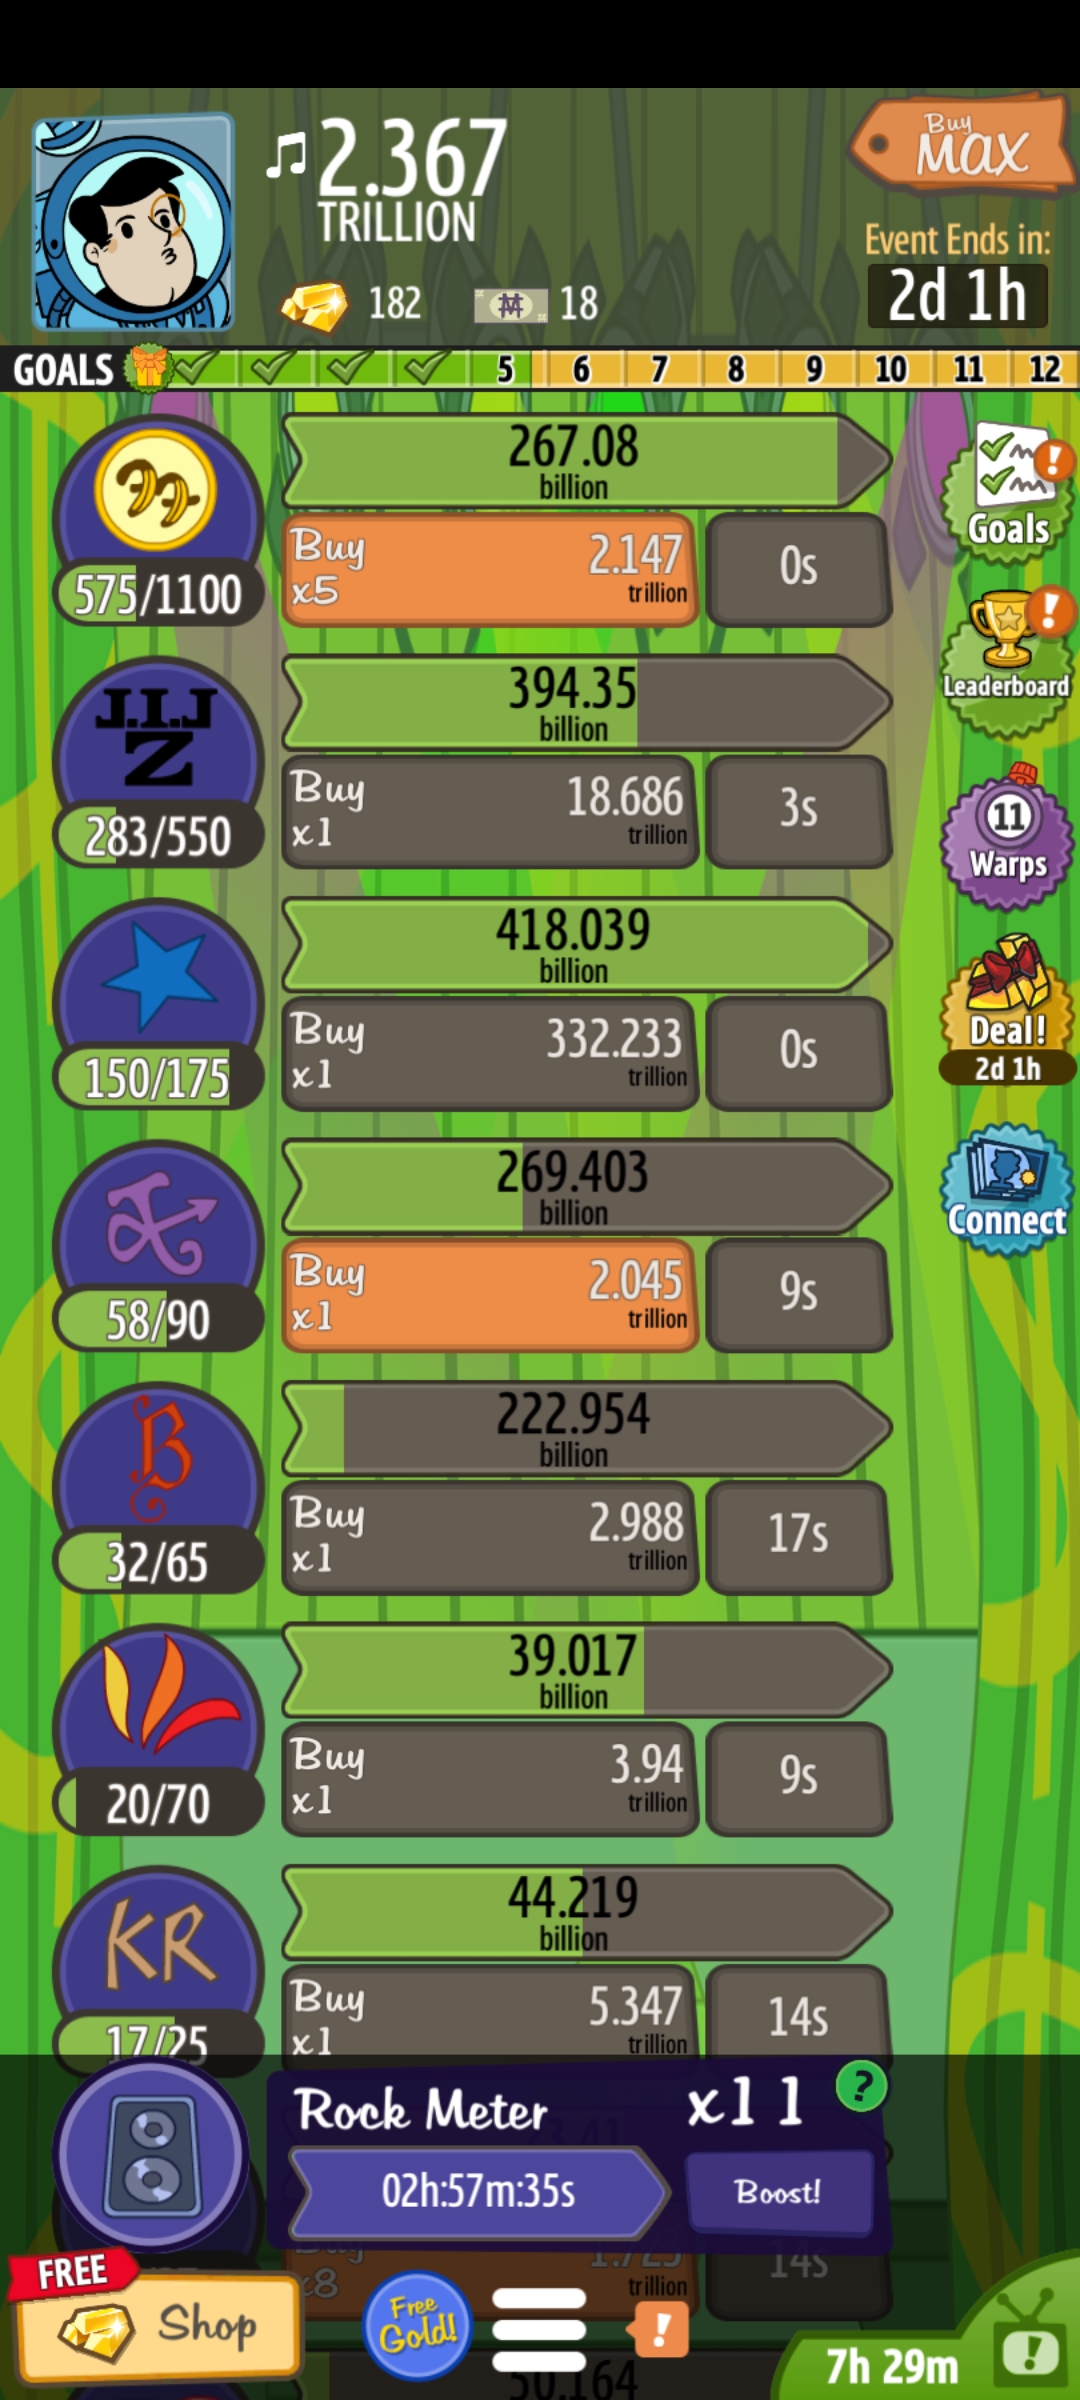 2.367
TRILLION
Buy
Max
182
18
Event Ends in:
2d 1h
GOALS 5 6 7 8 9 10 11 12
267.08
billion
Buy
x5
2.147
trillion
0s
575/1100
Goals
J.I.J
Z
394.35
billion
Buy
x1
18.686
trillion
3s
283/550
Leaderboard
418.039
billion
Buy
x1
332.233
trillion
0s
150/175
11
Warps
Deal!
2d 1h
269.403
billion
Buy
x1
2.045
trillion
9s
58/90
Connect
B
222.954
billion
Buy
x1
2.988
trillion
17s
32/65
39.017
billion
Buy
x1
3.94
trillion
9s
20/70
KR
44.219
billion
Buy
x1
5.347
trillion
14s
17/25
Rock Meter
x11
?
02h:57m:35s
Boost!
Buy
x8
1.723
trillion
14s
FREE
Shop
Free
Gold!
!
50.164
7h 29m
!